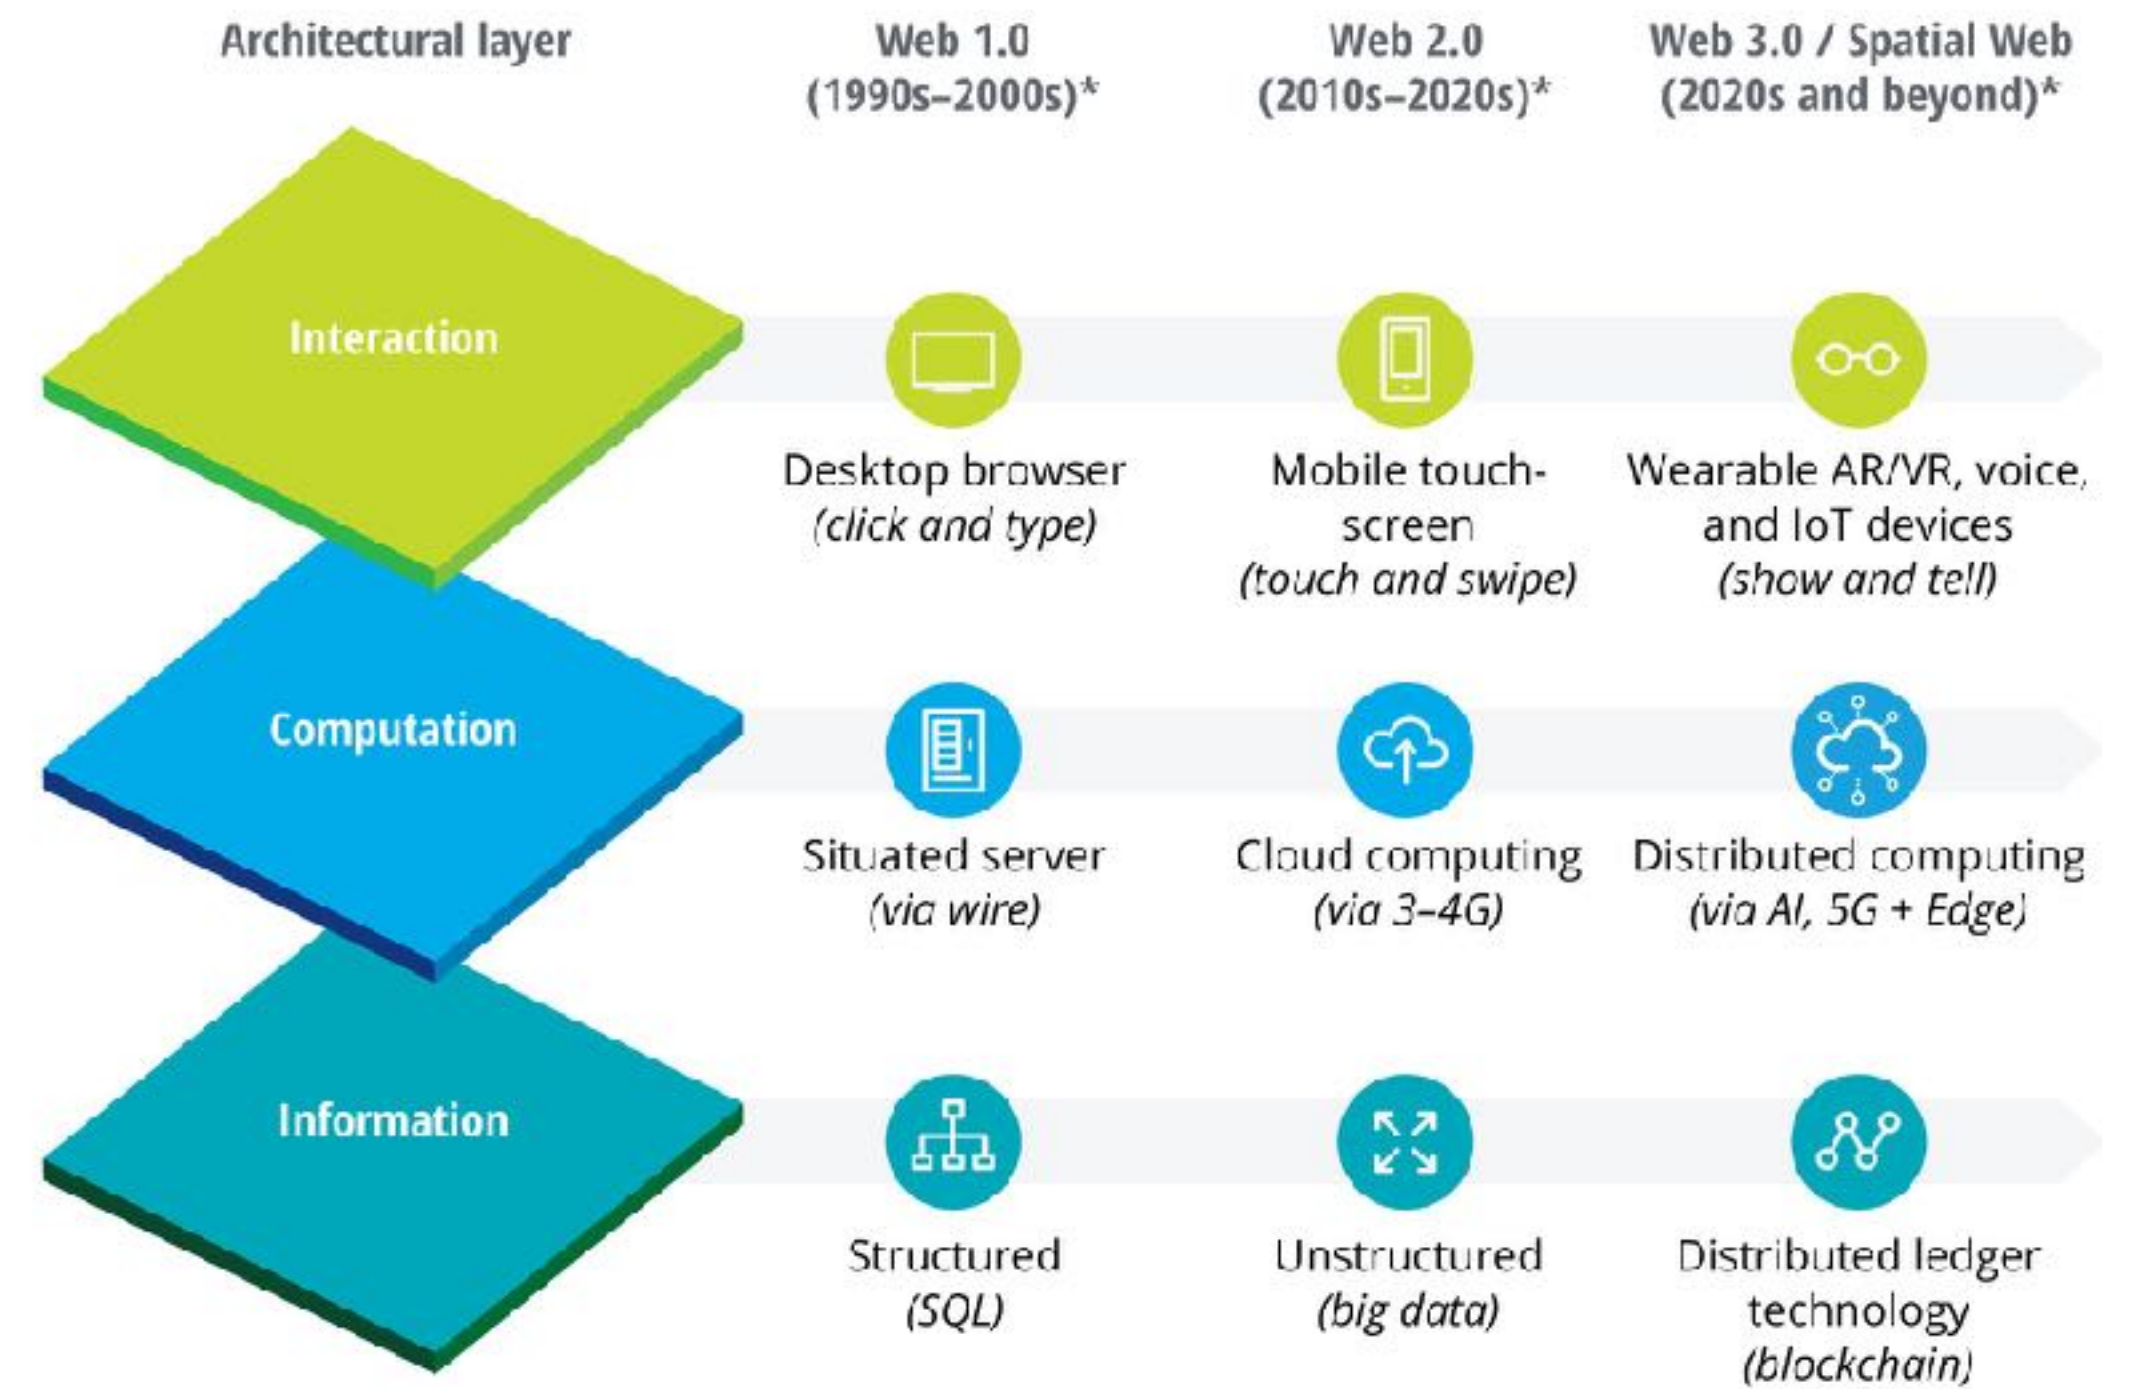 Architectural layer
Web 1.0
(1990s–2000s)*
Web 2.0
(2010s–2020s)*
Web 3.0 / Spatial Web
(2020s and beyond)*
Interaction
Desktop browser
(click and type)
Mobile touch-
screen
(touch and swipe)
Wearable AR/VR, voice,
and IoT devices
(show and tell)
Computation
Situated server
(via wire)
Cloud computing
(via 3–4G)
Distributed computing
(via AI, 5G + Edge)
Information
Structured
(SQL)
Unstructured
(big data)
Distributed ledger
technology
(blockchain)